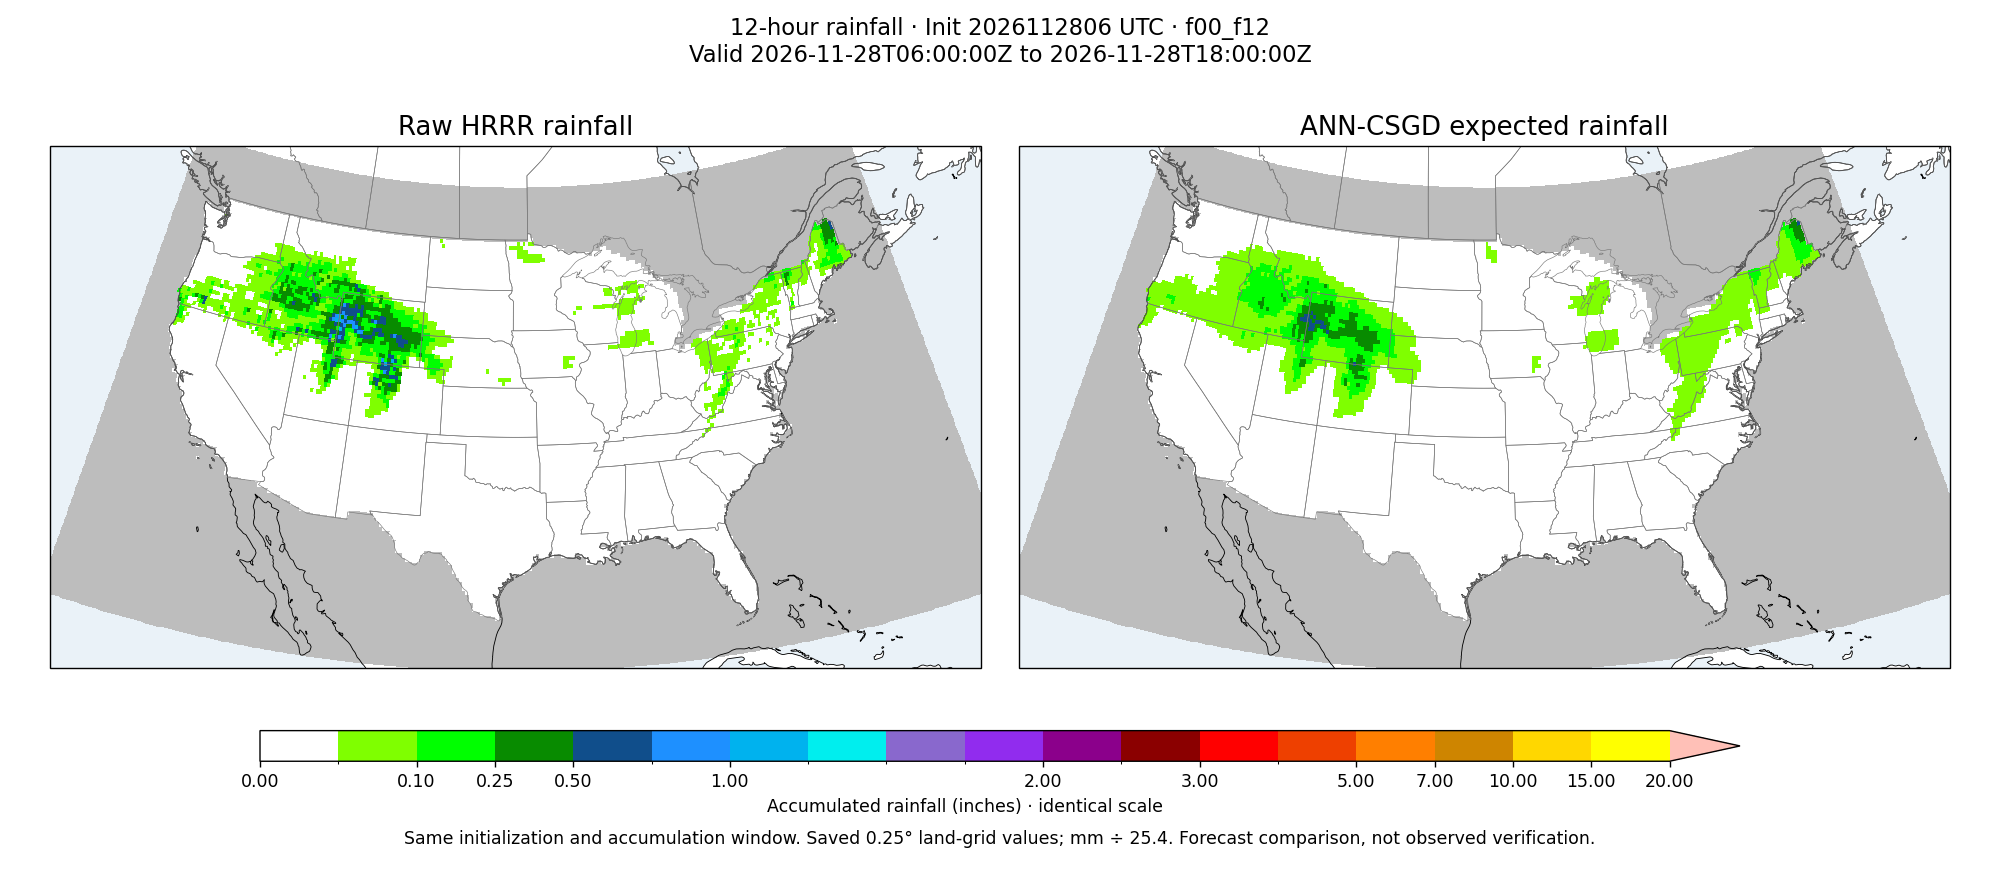 12-hour rainfall · Init 2026112806 UTC · f00_f12
Valid 2026-11-28T06:00:00Z to 2026-11-28T18:00:00Z
Raw HRRR rainfall
ANN-CSGD expected rainfall
0.00 0.10 0.25 0.50 1.00 2.00 3.00 5.00 7.00 10.00 15.00 20.00
Accumulated rainfall (inches) · identical scale
Same initialization and accumulation window. Saved 0.25° land-grid values; mm ÷ 25.4. Forecast comparison, not observed verification.